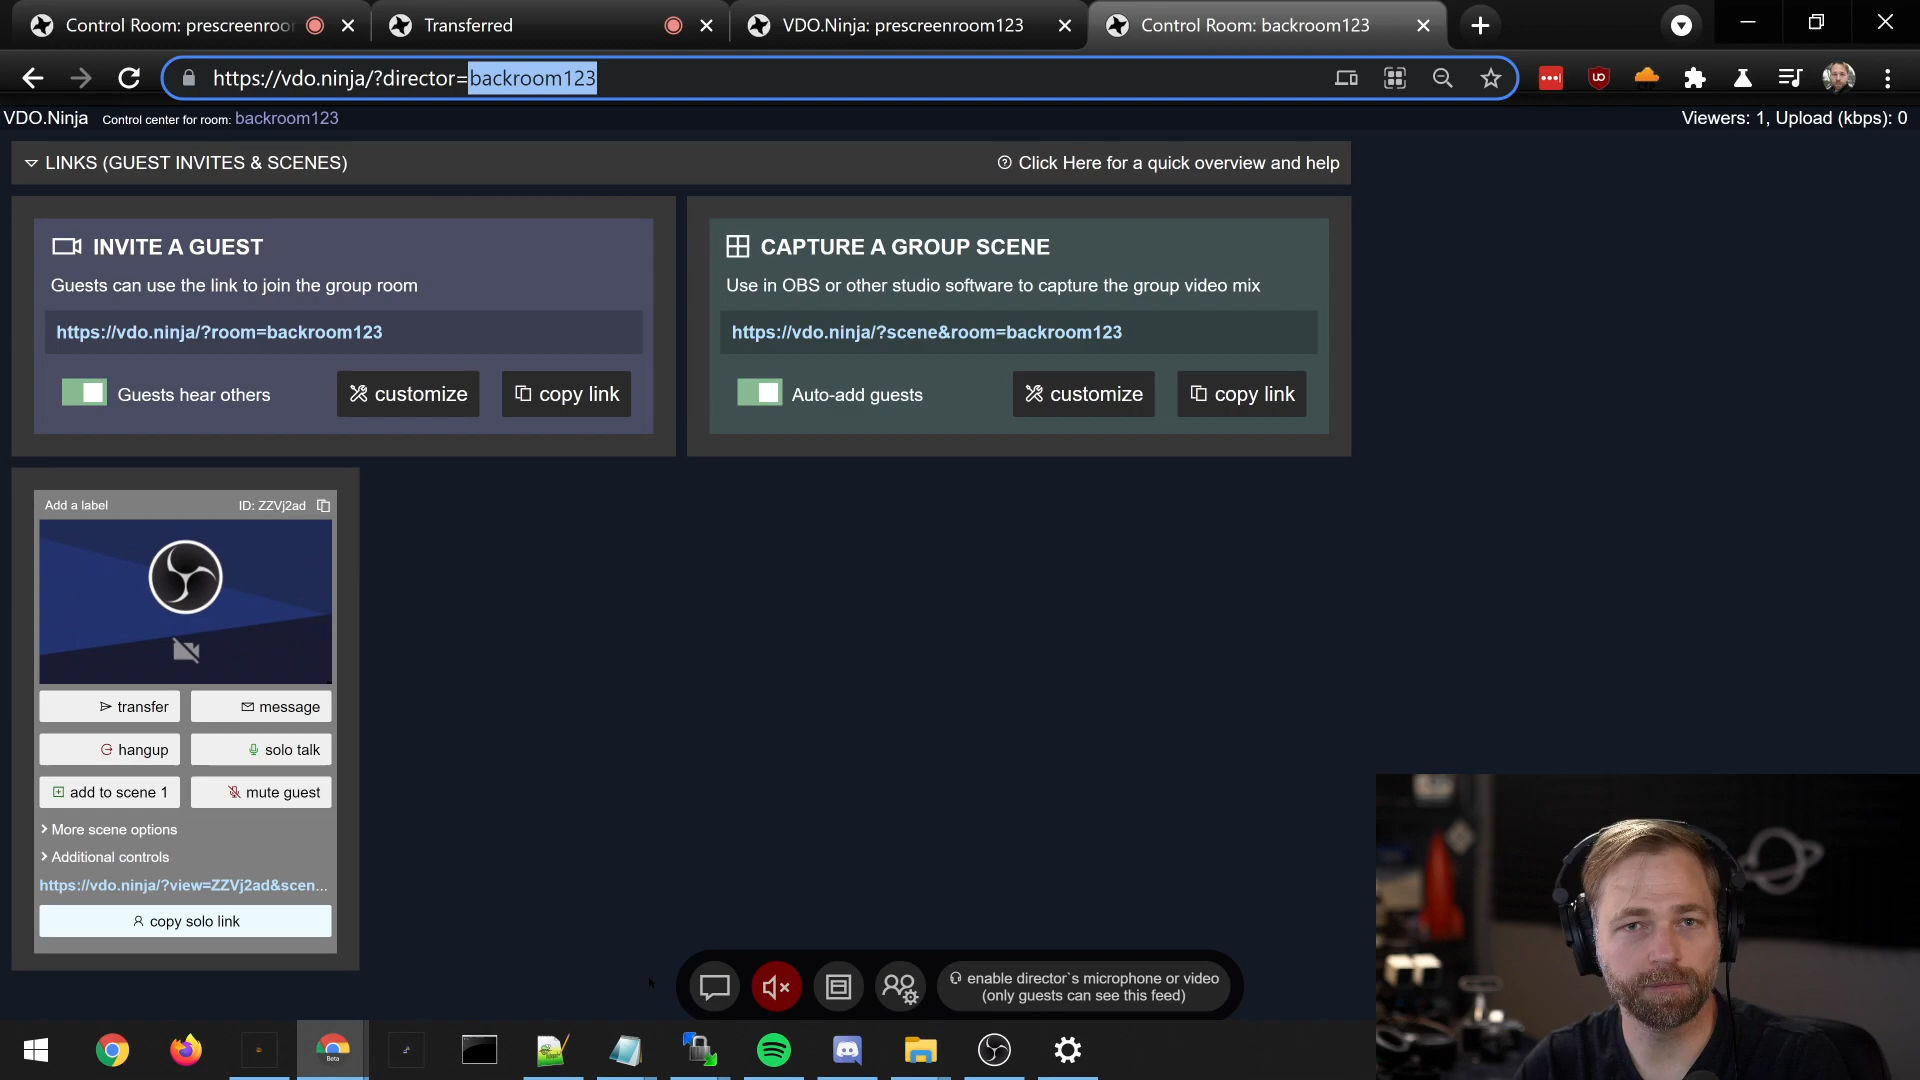 Control Room: prescreenroo
Transferred
VDO.Ninja: prescreenroom123
Control Room: backroom123
https://vdo.ninja/?director=backroom123
VDO.Ninja Control center for room: backroom123
Viewers: 1, Upload (kbps): 0
LINKS (GUEST INVITES & SCENES)
Click Here for a quick overview and help
INVITE A GUEST
Guests can use the link to join the group room
https://vdo.ninja/?room=backroom123
Guests hear others
customize
copy link
CAPTURE A GROUP SCENE
Use in OBS or other studio software to capture the group video mix
https://vdo.ninja/?scene&room=backroom123
Auto-add guests
customize
copy link
Add a label
ID: ZZVj2ad
transfer
message
hangup
solo talk
add to scene 1
mute guest
More scene options
Additional controls
https://vdo.ninja/?view=ZZVj2ad&scen...
copy solo link
enable director`s microphone or video
(only guests can see this feed)
Beta